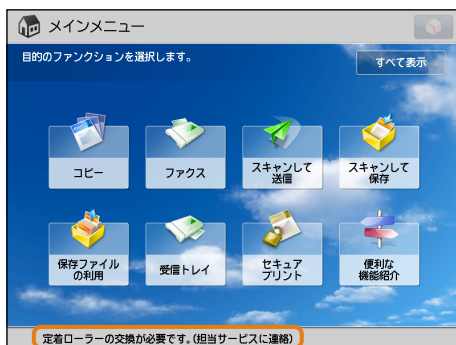 メインメニュー
目的のファンクションを選択します。
すべて表示
コピー
ファクス
スキャンして
送信
スキャンして
保存
保存ファイル
の利用
受信トレイ
セキュア
プリント
便利な
機能紹介
定着ローラーの交換が必要です。(担当サービスに連絡)